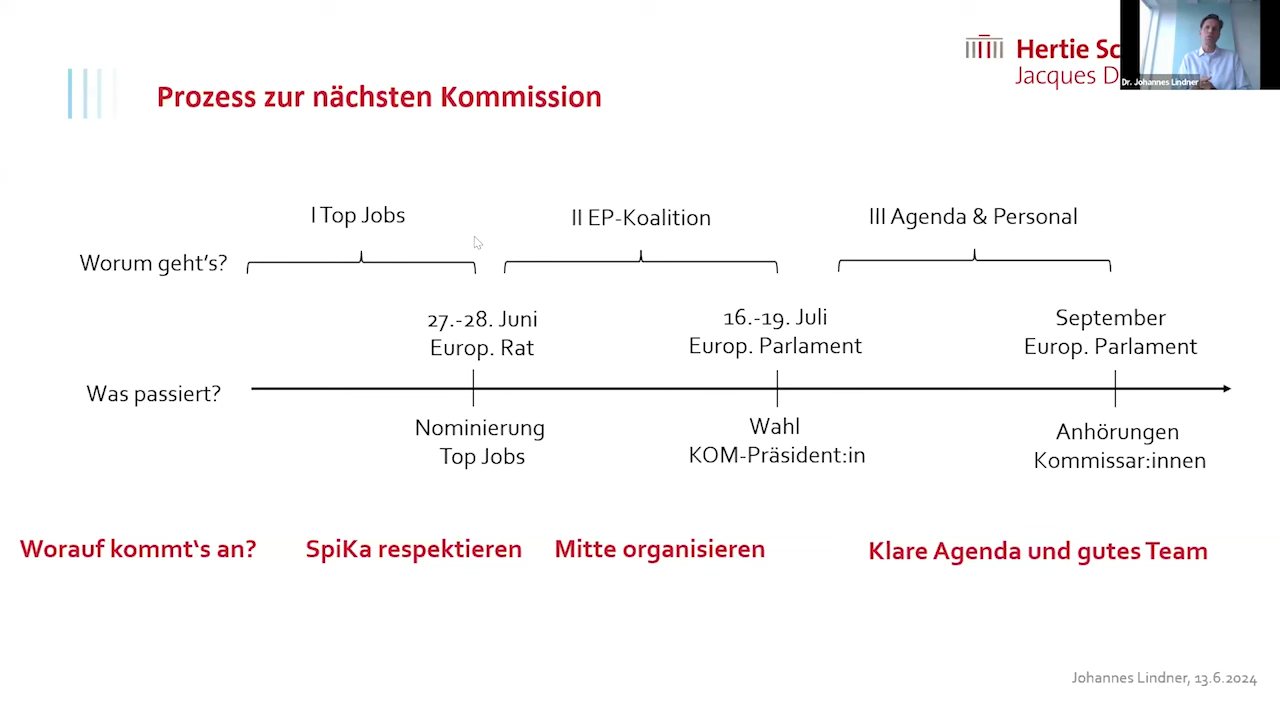 Hertie
Jacques
Dr. Johannes Lindner
Prozess zur nächsten Kommission
I Top Jobs
II EP-Koalition
III Agenda & Personal
Worum geht's?
27.-28. Juni
Europ. Rat
16.-19. Juli
Europ. Parlament
September
Europ. Parlament
Was passiert?
Nominierung
Top Jobs
Wahl
KOM-Präsident:in
Anhörungen
Kommissar:innen
Worauf kommt‘s an?
SpiKa respektieren
Mitte organisieren
Klare Agenda und gutes Team
Johannes Lindner, 13.6.2024